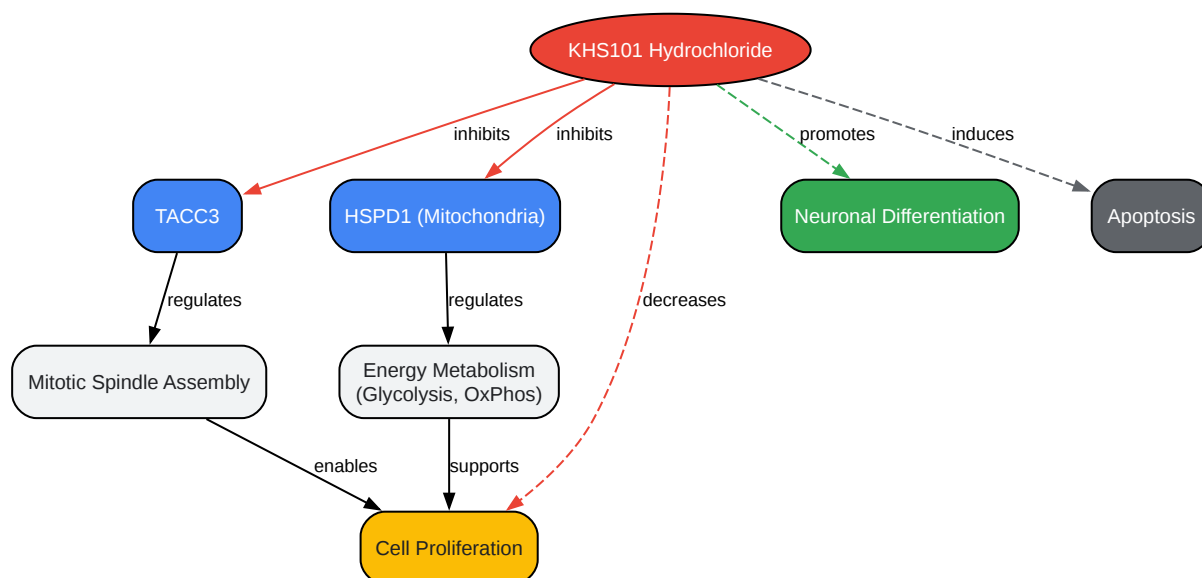 KHS101 Hydrochloride
inhibits
inhibits
promotes
induces
TACC3
HSPD1 (Mitochondria)
Neuronal Differentiation
Apoptosis
regulates
regulates
decreases
Mitotic Spindle Assembly
Energy Metabolism
(Glycolysis, OxPhos)
enables
supports
Cell Proliferation